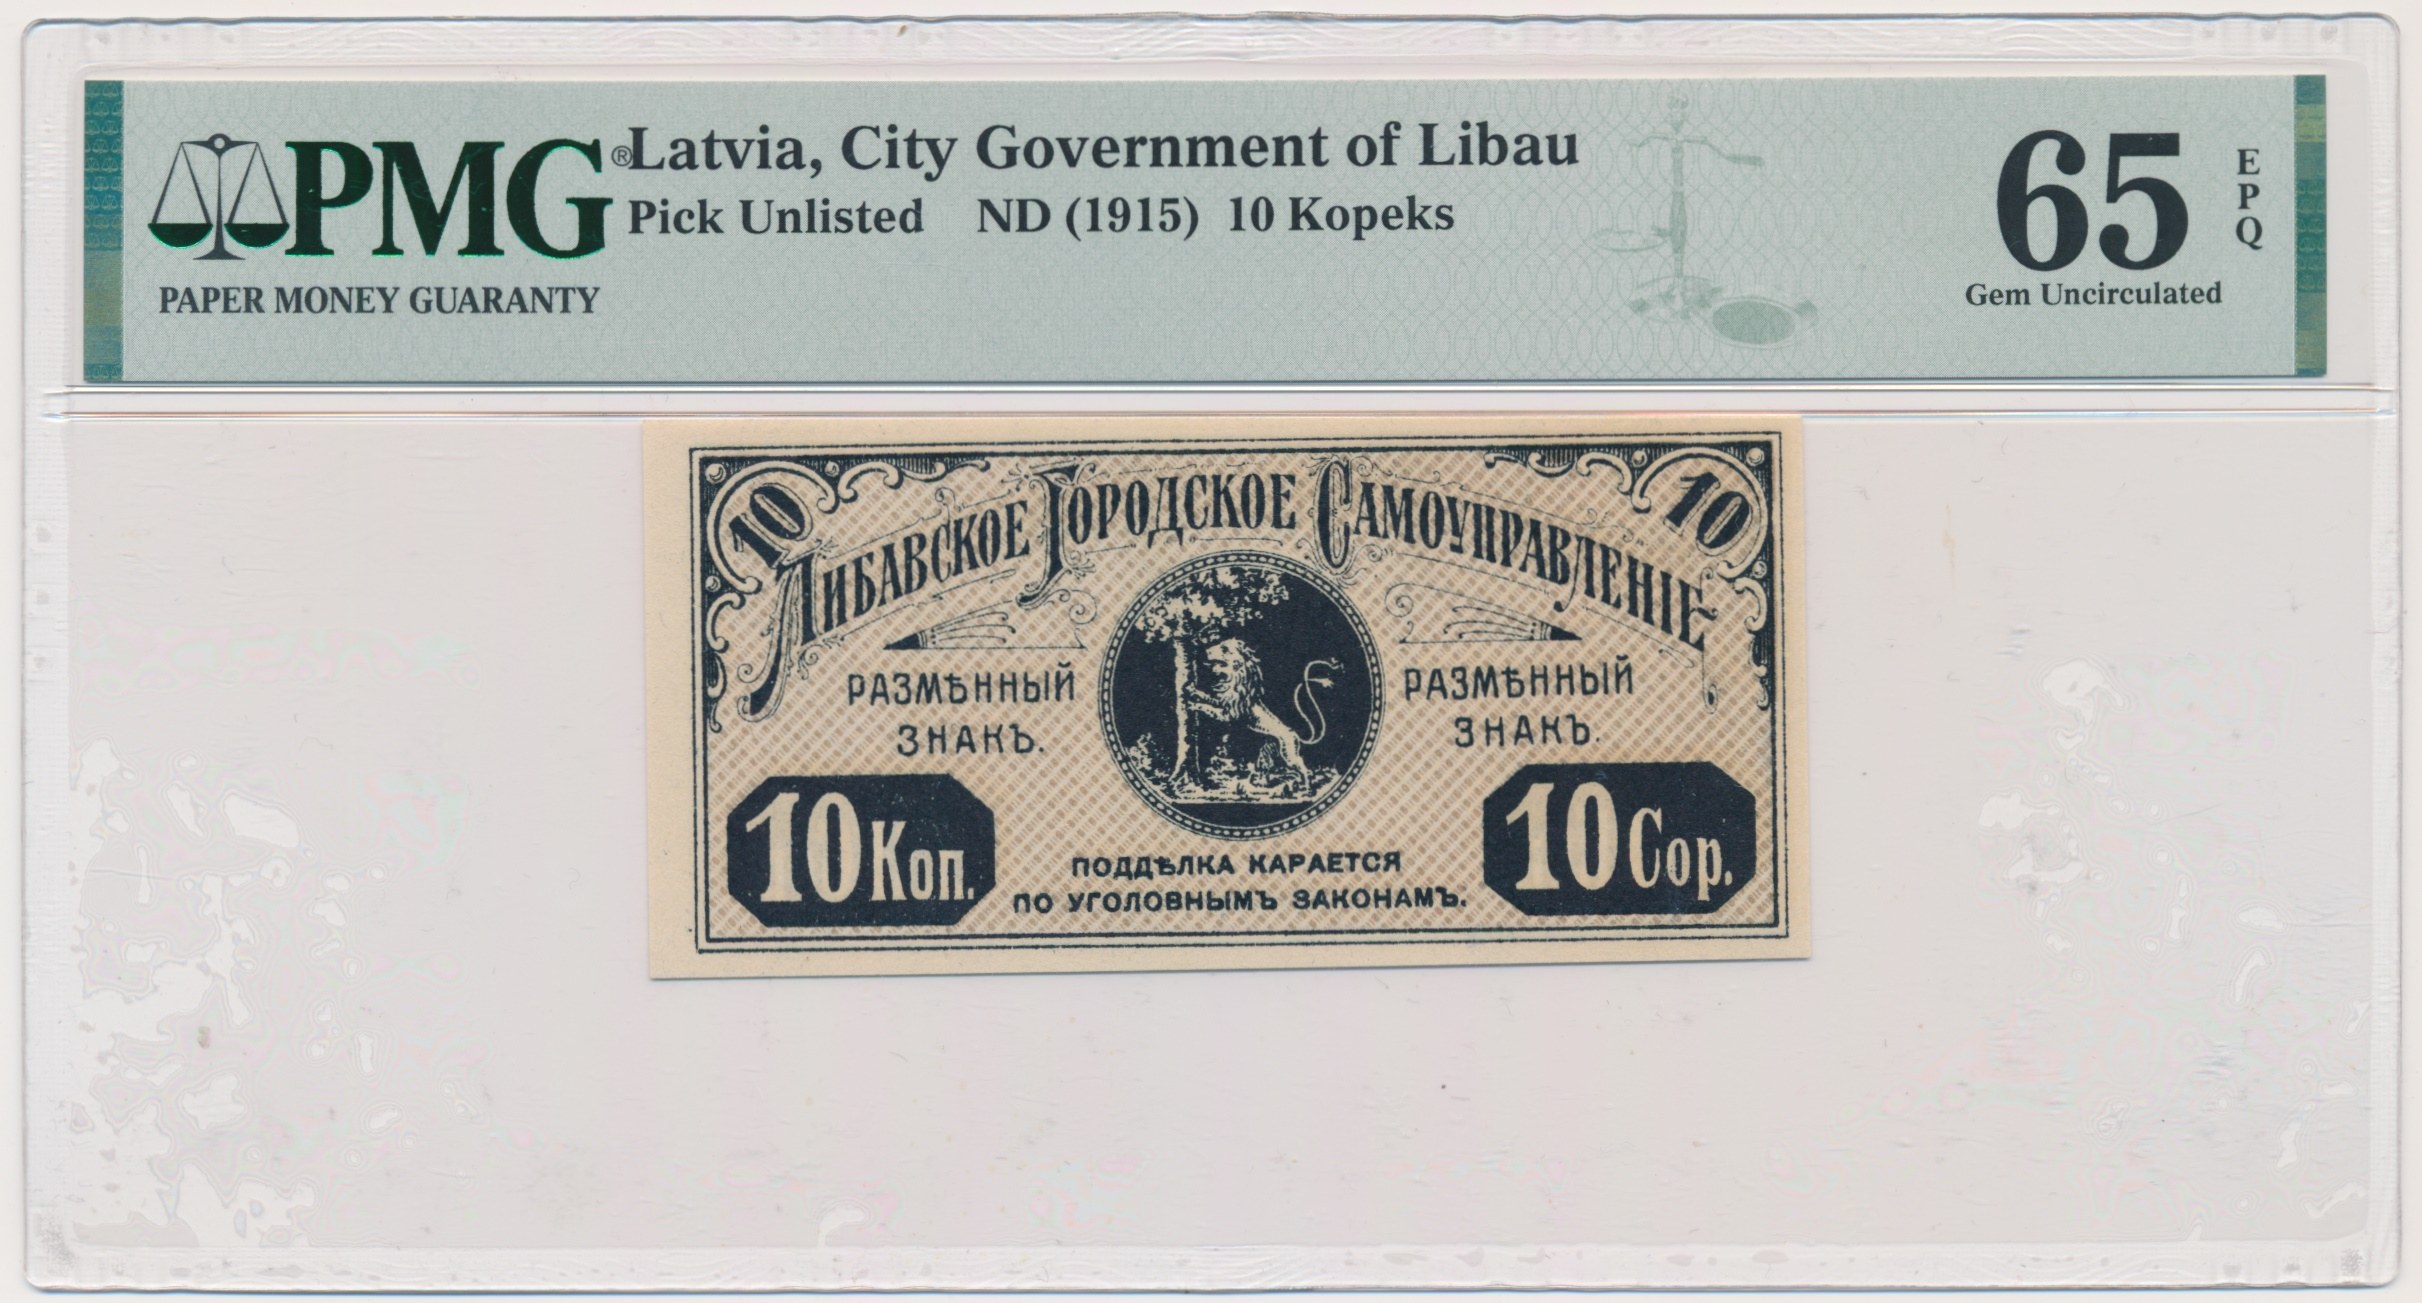 PMG®
PAPER MONEY GUARANTY
Latvia, City Government of Libau
Pick Unlisted ND (1915) 10 Kopeks
65 EPQ
Gem Uncirculated
10 10
Либавское Городское Самоуправленіе
РАЗМѢННЫЙ ЗНАКЪ.
РАЗМѢННЫЙ ЗНАКЪ.
10 Коп.
10 Cop.
ПОДДѢЛКА КАРАЕТСЯ
ПО УГОЛОВНЫМЪ ЗАКОНАМЪ.